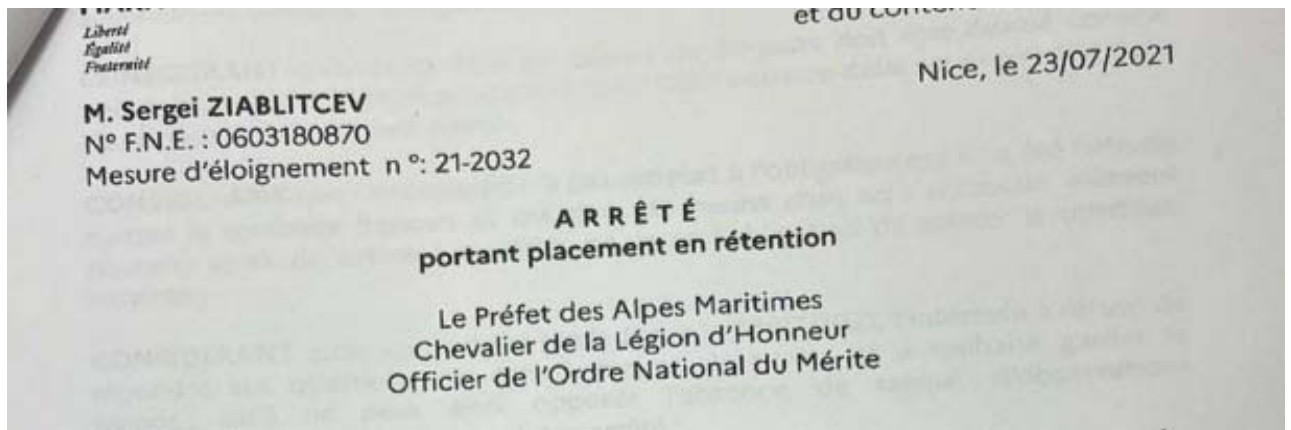 Liberté
Égalité
Fraternité
et du
Nice, le 23/07/2021
M. Sergei ZIABLITCEV
N° F.N.E. : 0603180870
Mesure d'éloignement n °: 21-2032
ARRÊTÉ
portant placement en rétention
Le Préfet des Alpes Maritimes
Chevalier de la Légion d'Honneur
Officier de l'Ordre National du Mérite